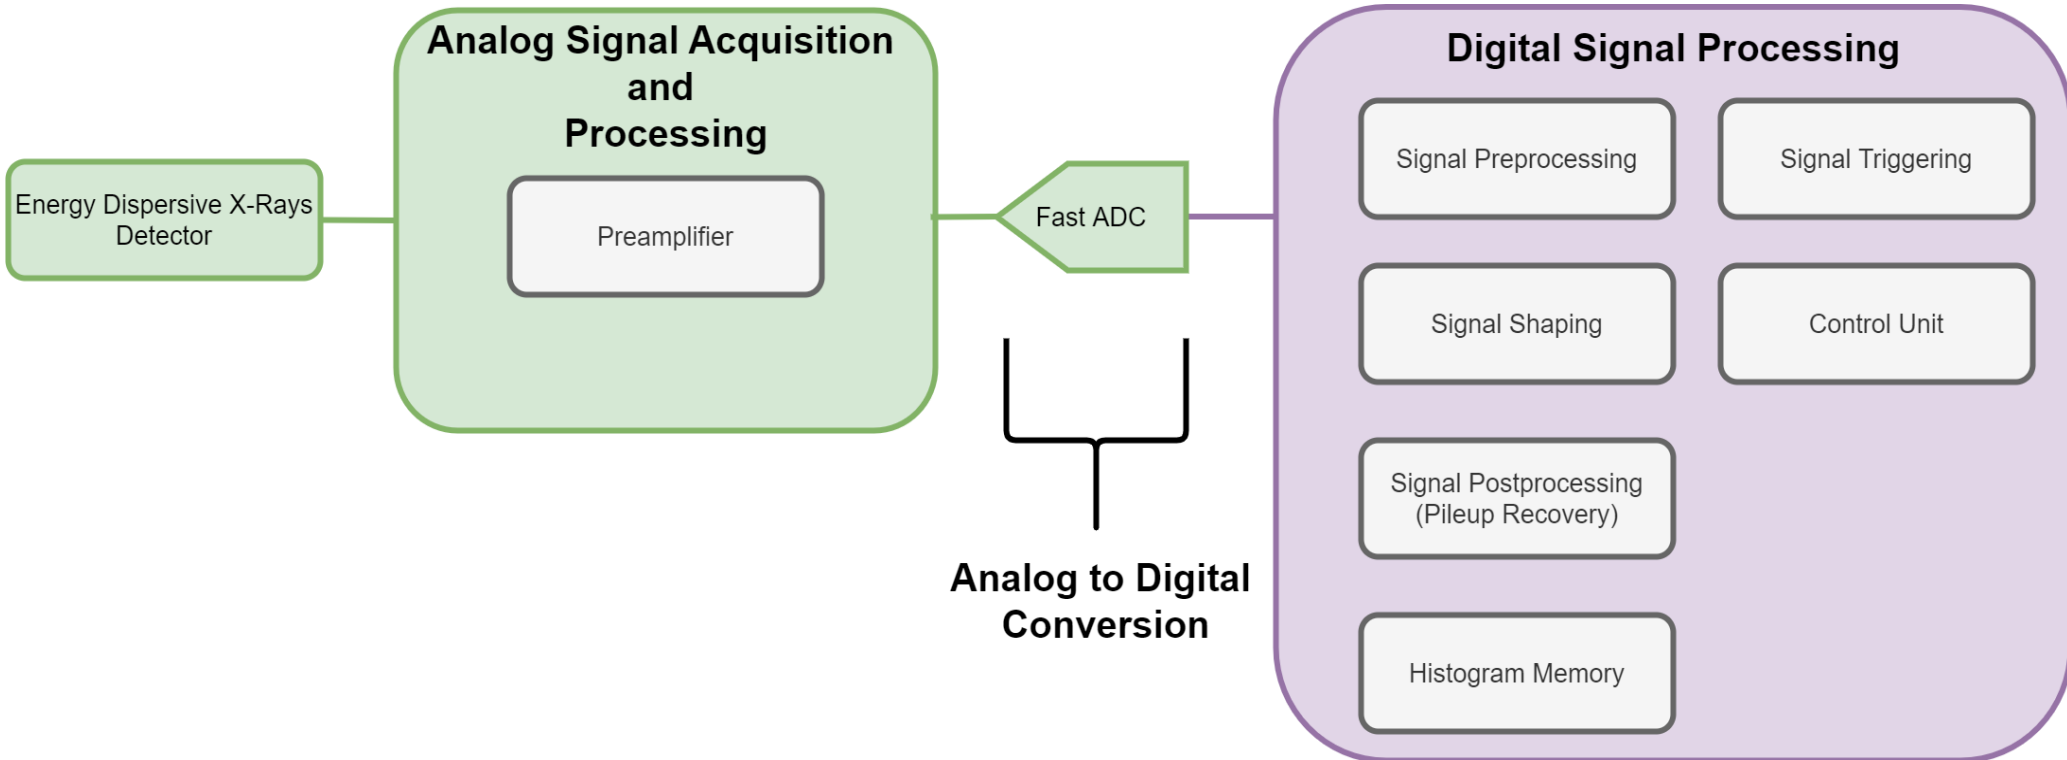 Energy Dispersive X-Rays
Detector
Analog Signal Acquisition
and
Processing
Preamplifier
Fast ADC
Analog to Digital
Conversion
Digital Signal Processing
Signal Preprocessing
Signal Triggering
Signal Shaping
Control Unit
Signal Postprocessing
(Pileup Recovery)
Histogram Memory